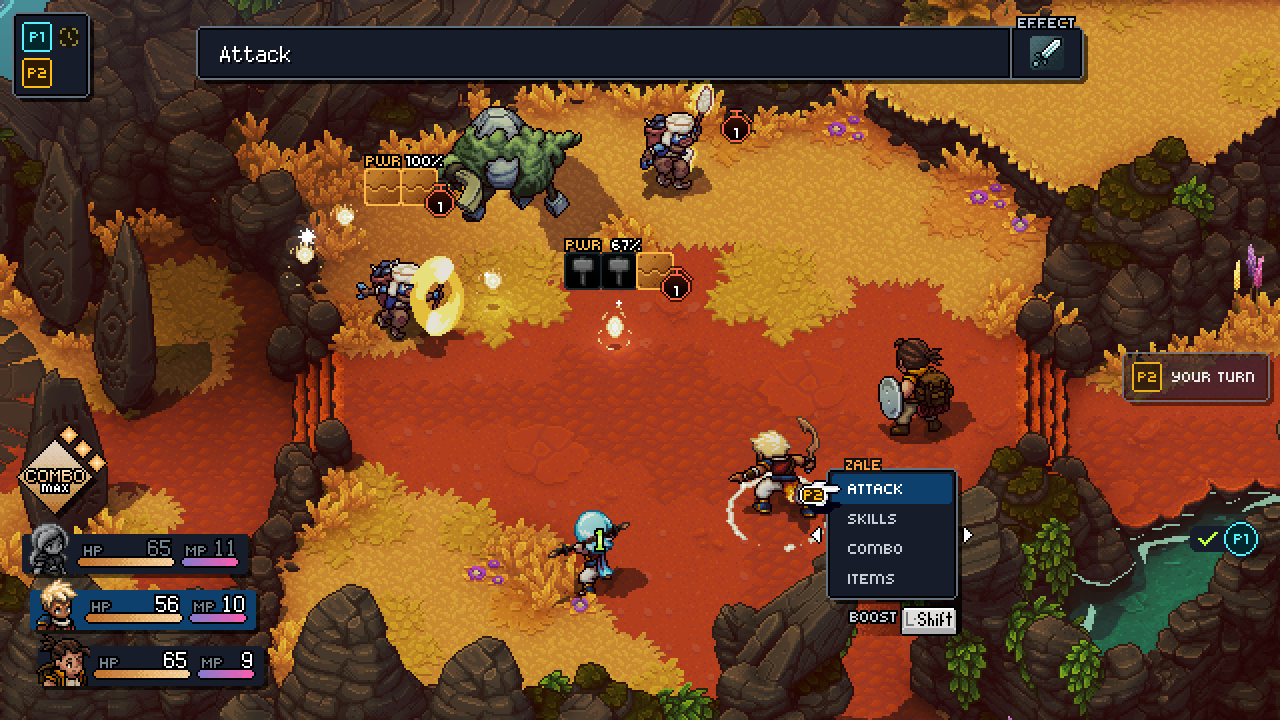 P1
P2
Attack
EFFECT
1
PWR 100%
1
PWR 67%
1
P2 YOUR TURN
COMBO
MAX
ZALE
P2
ATTACK
SKILLS
COMBO
ITEMS
BOOST L-Shift
1
P1
HP 65 MP 11
HP 56 MP 10
HP 65 MP 9